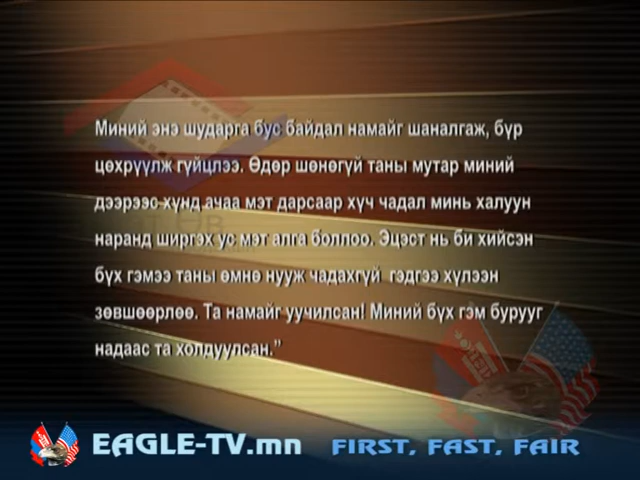 Миний энэ шударга бус байдал намайг шаналгаж, бүр
цөхрүүлж гүйцлээ. Өдөр шөнөгүй таны мутар миний
дээрээс хүнд ачаа мэт дарсаар хүч чадал минь халуун
наранд ширгэх ус мэт алга боллоо. Эцэст нь би хийсэн
бүх гэмээ таны өмнө нууж чадахгүй гэдгээ хүлээн
зөвшөөрлөө. Та намайг уучилсан! Миний бүх гэм бурууг
надаас та холдуулсан.”
EAGLE-TV.mn FIRST, FAST, FAIR